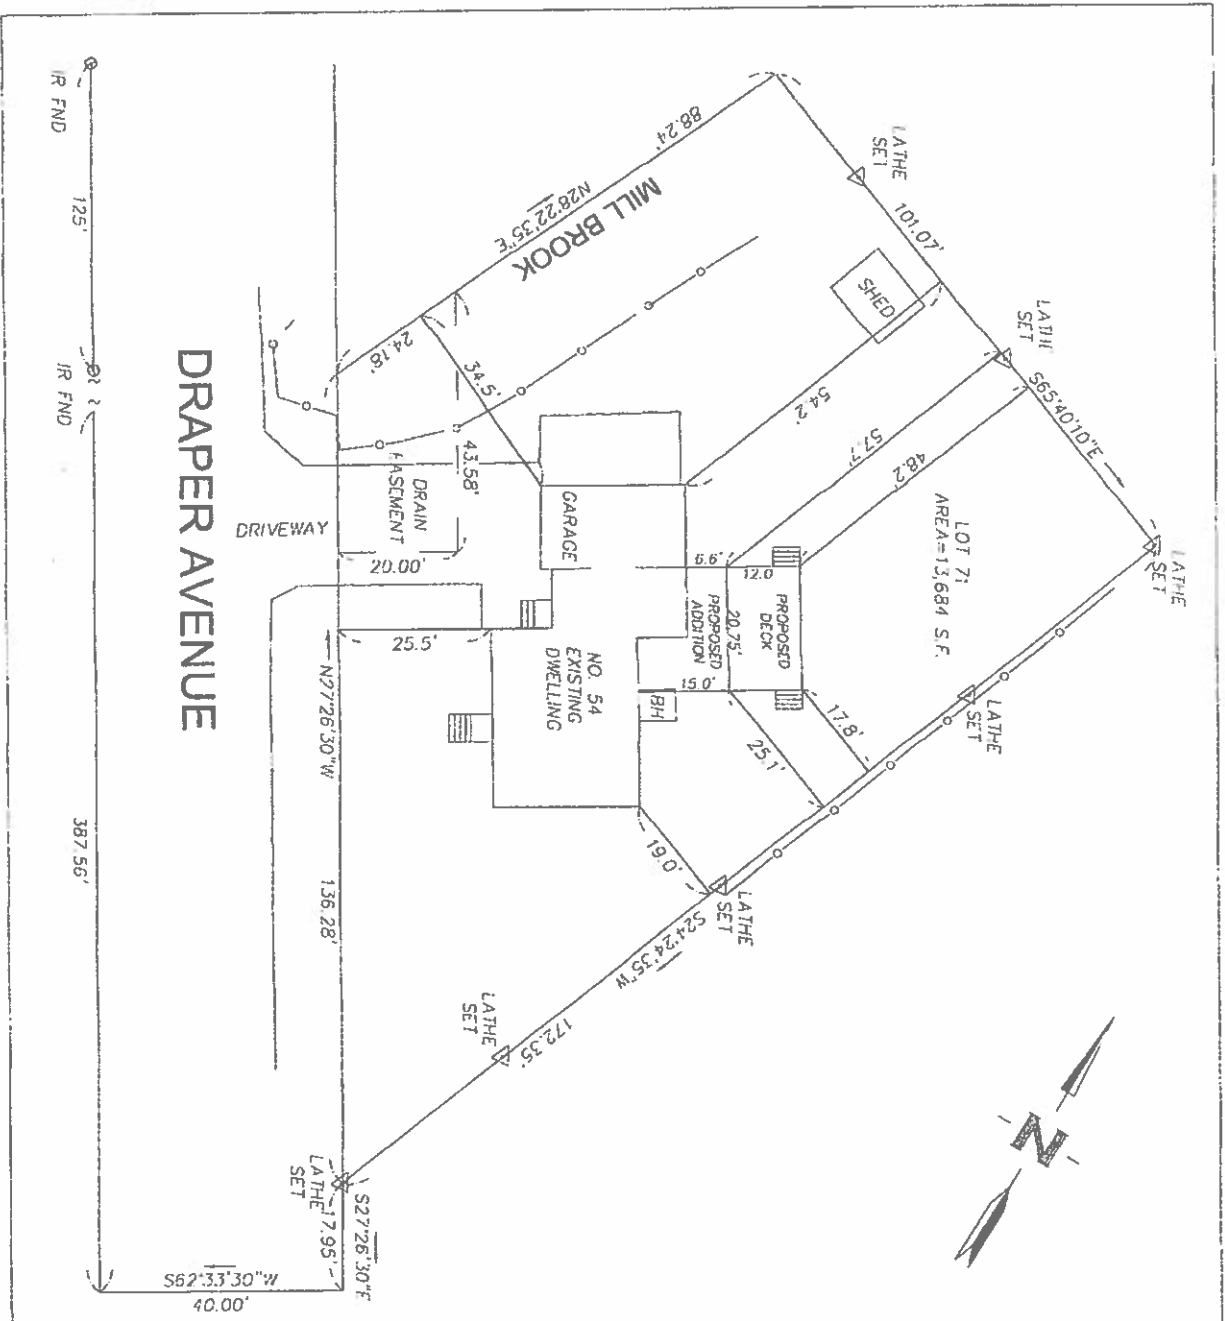 IR FND
125'
IR FND
387.56'
DRAPER AVENUE
MILL BROOK
88.24'
N28°22'35"E
24.18'
34.5'
LATHE
SET
101.07'
SHED
LATHE
SET
S65°40'10"E
LATHE
SET
54.2'
57.7'
48.2'
LOT 71
AREA=13,684 S.F.
43.58'
DRAIN
EASEMENT
DRIVEWAY
20.00'
GARAGE
6.6'
12.0
PROPOSED
DECK
20.75'
PROPOSED
ADDITION
15.0'
BH
NO. 54
EXISTING
DWELLING
25.5'
N27°26'30"W
136.28'
17.8'
25.1'
19.0'
LATHE
SET
LATHE
SET
S24°24'35"W
172.35'
LATHE
SET
LATHE
SET
17.95'
S27°26'30"E
S62°33'30"W
40.00'
N